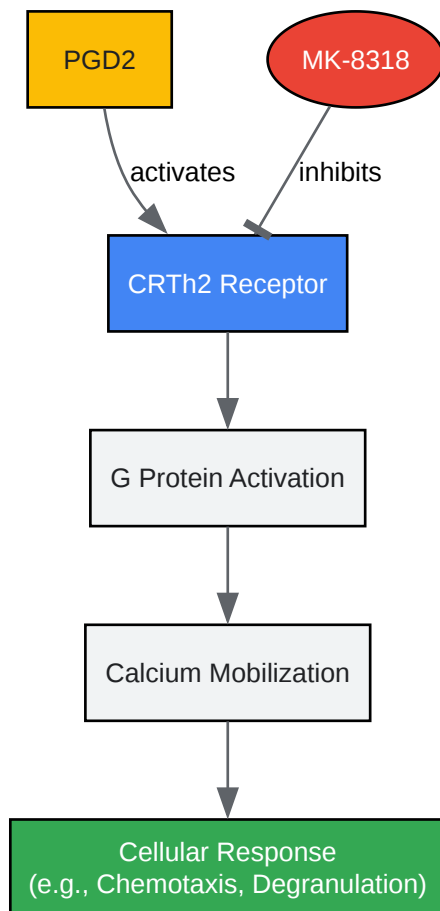 PGD2
MK-8318
activates
inhibits
CRTh2 Receptor
G Protein Activation
Calcium Mobilization
Cellular Response
(e.g., Chemotaxis, Degranulation)